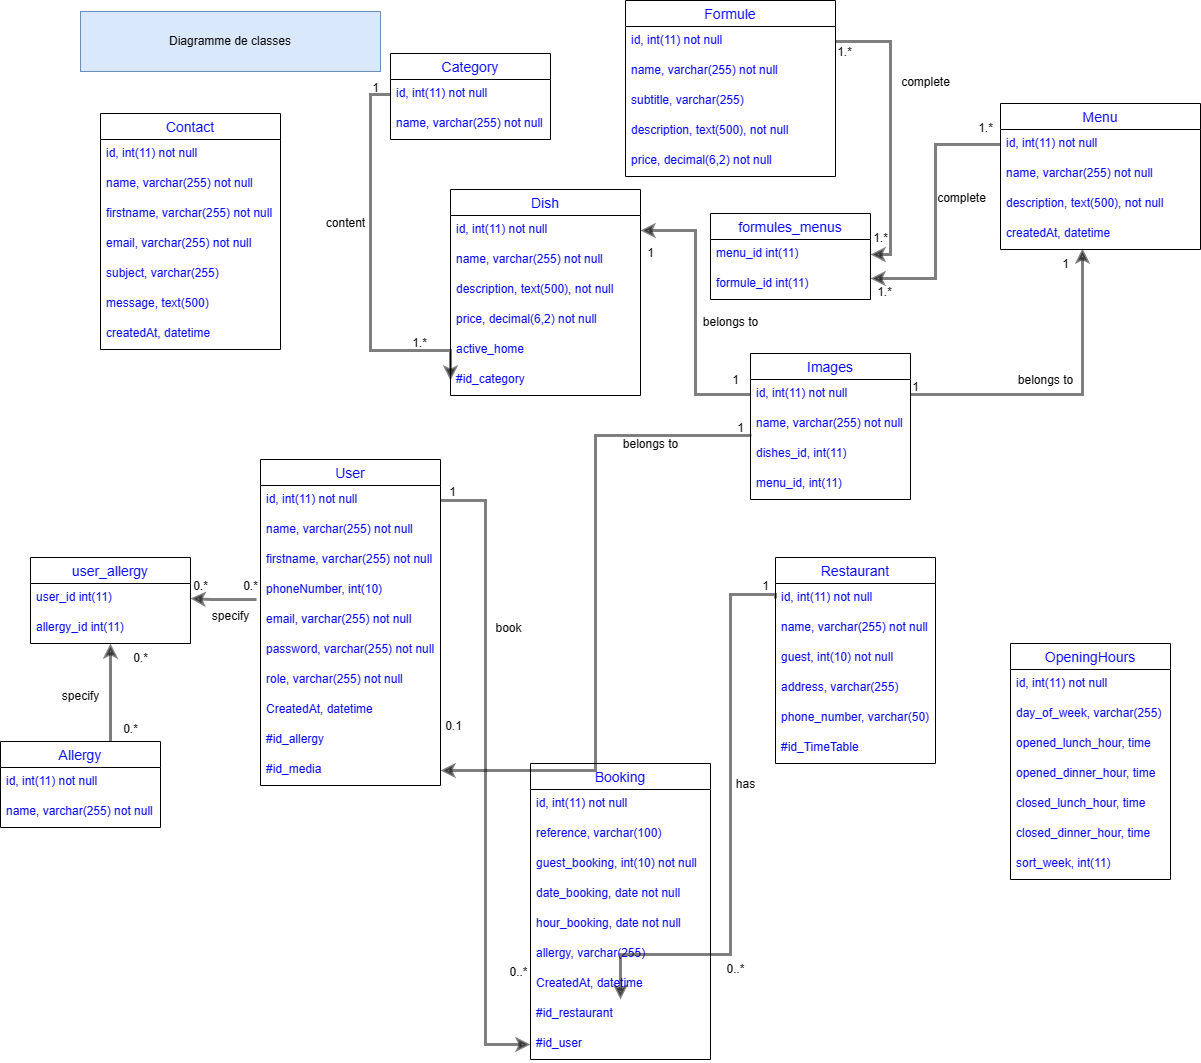 Diagramme de classes
Category
id, int(11) not null
name, varchar(255) not null
1
Formule
id, int(11) not null
name, varchar(255) not null
subtitle, varchar(255)
description, text(500), not null
price, decimal(6,2) not null
1.*
complete
Contact
id, int(11) not null
name, varchar(255) not null
firstname, varchar(255) not null
email, varchar(255) not null
subject, varchar(255)
message, text(500)
createdAt, datetime
content
1.*
Dish
id, int(11) not null
name, varchar(255) not null
description, text(500), not null
price, decimal(6,2) not null
active_home
#id_category
1
belongs to
1
formules_menus
menu_id int(11)
formule_id int(11)
1.*
1.*
complete
1.*
Menu
id, int(11) not null
name, varchar(255) not null
description, text(500), not null
createdAt, datetime
1
belongs to
1
Images
id, int(11) not null
name, varchar(255) not null
dishes_id, int(11)
menu_id, int(11)
1
belongs to
User
id, int(11) not null
name, varchar(255) not null
firstname, varchar(255) not null
phoneNumber, int(10)
email, varchar(255) not null
password, varchar(255) not null
role, varchar(255) not null
CreatedAt, datetime
#id_allergy
#id_media
1
book
0.1
user_allergy
user_id int(11)
allergy_id int(11)
0.*
0.*
specify
0.*
specify
0.*
Allergy
id, int(11) not null
name, varchar(255) not null
Booking
id, int(11) not null
reference, varchar(100)
guest_booking, int(10) not null
date_booking, date not null
hour_booking, date not null
allergy, varchar(255)
CreatedAt, datetime
#id_restaurant
#id_user
0..*
0..*
has
1
Restaurant
id, int(11) not null
name, varchar(255) not null
guest, int(10) not null
address, varchar(255)
phone_number, varchar(50)
#id_TimeTable
OpeningHours
id, int(11) not null
day_of_week, varchar(255)
opened_lunch_hour, time
opened_dinner_hour, time
closed_lunch_hour, time
closed_dinner_hour, time
sort_week, int(11)